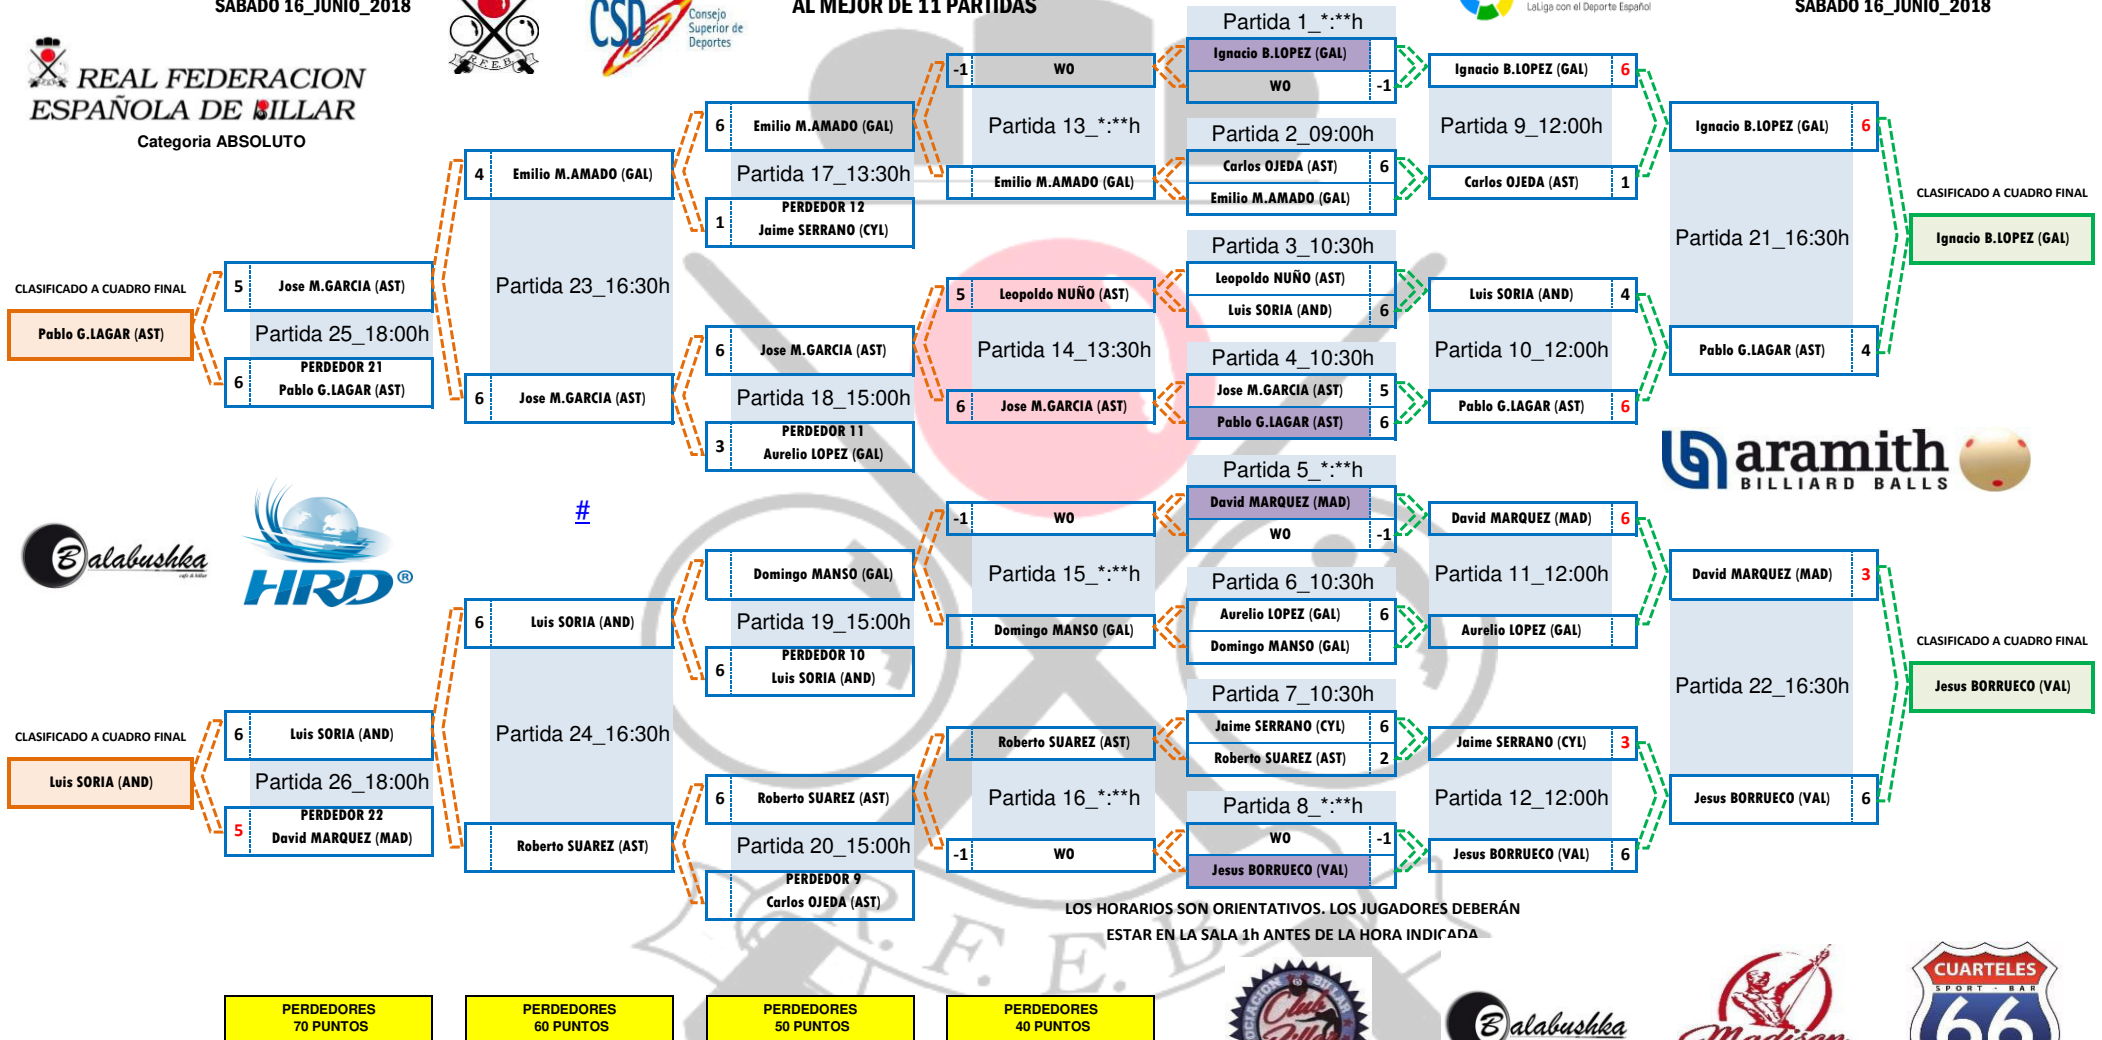 SABADO 16_JUNIO_2018
AL MEJOR DE 11 PARTIDAS
SABADO 16_JUNIO_2018
REAL FEDERACION
ESPAÑOLA DE BILLAR
Categoria ABSOLUTO
R.F.E.B.
CSD
Consejo
Superior de
Deportes
LaLiga con el Deporte Español
CLASIFICADO A CUADRO FINAL
Pablo G.LAGAR (AST)
5 Jose M.GARCIA (AST)
Partida 25_18:00h
PERDEDOR 21
6 Pablo G.LAGAR (AST)
CLASIFICADO A CUADRO FINAL
Luis SORIA (AND)
6 Luis SORIA (AND)
Partida 26_18:00h
PERDEDOR 22
5 David MARQUEZ (MAD)
4 Emilio M.AMADO (GAL)
Partida 23_16:30h
6 Jose M.GARCIA (AST)
#
6 Luis SORIA (AND)
Partida 24_16:30h
Roberto SUAREZ (AST)
6 Emilio M.AMADO (GAL)
Partida 17_13:30h
PERDEDOR 12
1 Jaime SERRANO (CYL)
6 Jose M.GARCIA (AST)
Partida 18_15:00h
PERDEDOR 11
3 Aurelio LOPEZ (GAL)
Domingo MANSO (GAL)
Partida 19_15:00h
PERDEDOR 10
6 Luis SORIA (AND)
6 Roberto SUAREZ (AST)
Partida 20_15:00h
PERDEDOR 9
Carlos OJEDA (AST)
-1 WO
Partida 13_*:**h
Emilio M.AMADO (GAL)
5 Leopoldo NUÑO (AST)
Partida 14_13:30h
6 Jose M.GARCIA (AST)
-1 WO
Partida 15_*:**h
Domingo MANSO (GAL)
Roberto SUAREZ (AST)
Partida 16_*:**h
-1 WO
Partida 1_*:**h
Ignacio B.LOPEZ (GAL)
WO -1
Partida 2_09:00h
Carlos OJEDA (AST) 6
Emilio M.AMADO (GAL)
Partida 3_10:30h
Leopoldo NUÑO (AST)
Luis SORIA (AND) 6
Partida 4_10:30h
Jose M.GARCIA (AST) 5
Pablo G.LAGAR (AST) 6
Partida 5_*:**h
David MARQUEZ (MAD)
WO -1
Partida 6_10:30h
Aurelio LOPEZ (GAL) 6
Domingo MANSO (GAL)
Partida 7_10:30h
Jaime SERRANO (CYL) 6
Roberto SUAREZ (AST) 2
Partida 8_*:**h
WO -1
Jesus BORRUECO (VAL)
Ignacio B.LOPEZ (GAL) 6
Partida 9_12:00h
Carlos OJEDA (AST) 1
Luis SORIA (AND) 4
Partida 10_12:00h
Pablo G.LAGAR (AST) 6
David MARQUEZ (MAD) 6
Partida 11_12:00h
Aurelio LOPEZ (GAL)
Jaime SERRANO (CYL) 3
Partida 12_12:00h
Jesus BORRUECO (VAL) 6
Ignacio B.LOPEZ (GAL) 6
Partida 21_16:30h
Pablo G.LAGAR (AST) 4
David MARQUEZ (MAD) 3
Partida 22_16:30h
Jesus BORRUECO (VAL) 6
CLASIFICADO A CUADRO FINAL
Ignacio B.LOPEZ (GAL)
CLASIFICADO A CUADRO FINAL
Jesus BORRUECO (VAL)
aramith
BILLIARD BALLS
Balabushka
HRD®
LOS HORARIOS SON ORIENTATIVOS. LOS JUGADORES DEBERÁN
ESTAR EN LA SALA 1h ANTES DE LA HORA INDICADA
R.F.E.B.
PERDEDORES
70 PUNTOS
PERDEDORES
60 PUNTOS
PERDEDORES
50 PUNTOS
PERDEDORES
40 PUNTOS
Club
Billar
Balabushka
Madison
CUARTELES
SPORT - BAR
66